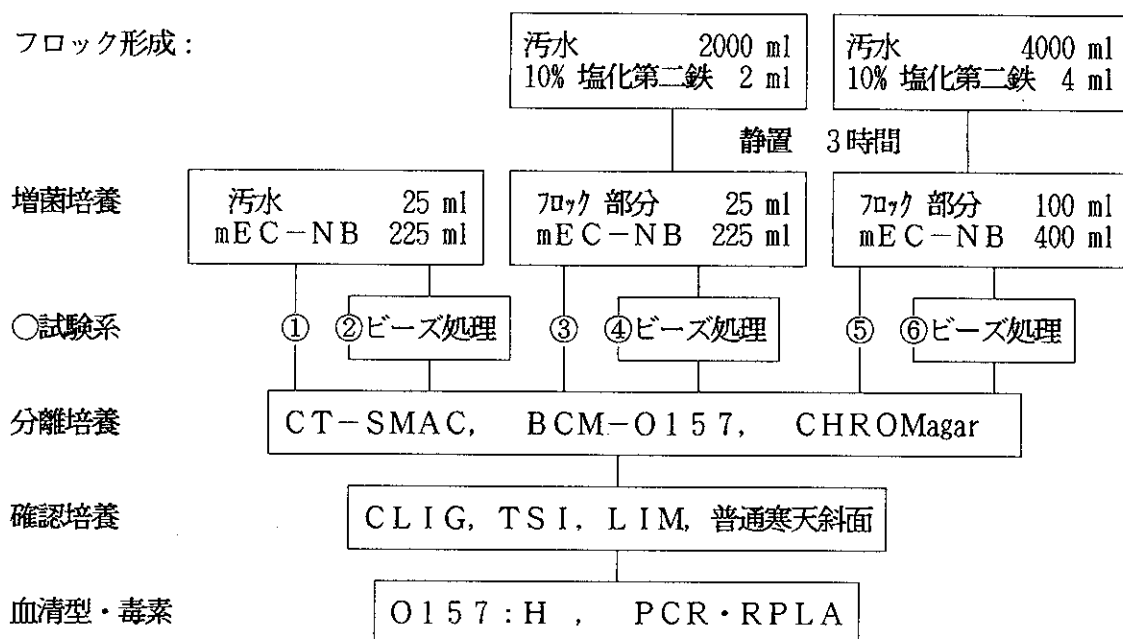 フロック形成:
汚水 2000 ml
10% 塩化第二鉄 2 ml
汚水 4000 ml
10% 塩化第二鉄 4 ml
静置 3時間
増菌培養
汚水 25 ml
mEC-NB 225 ml
フロック 部分 25 ml
mEC-NB 225 ml
フロック 部分 100 ml
mEC-NB 400 ml
○試験系
① ②ビーズ処理 ③ ④ビーズ処理 ⑤ ⑥ビーズ処理
分離培養
CT-SMAC, BCM-O157, CHROMagar
確認培養
CLIG, TSI, LIM, 普通寒天斜面
血清型・毒素
O157:H , PCR・RPLA